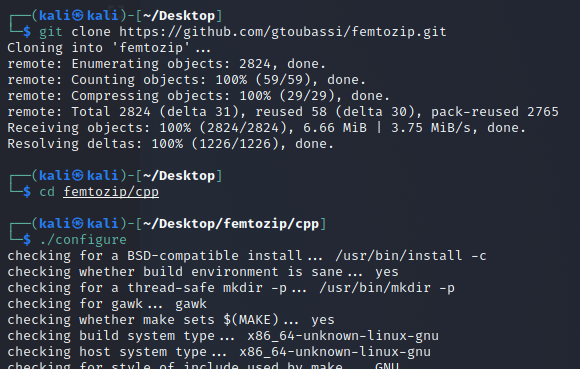 ┌──(kali㉿kali)-[~/Desktop]
└─$ git clone https://github.com/gtoubassi/femtozip.git
Cloning into 'femtozip'...
remote: Enumerating objects: 2824, done.
remote: Counting objects: 100% (59/59), done.
remote: Compressing objects: 100% (29/29), done.
remote: Total 2824 (delta 31), reused 58 (delta 30), pack-reused 2765
Receiving objects: 100% (2824/2824), 6.66 MiB | 3.75 MiB/s, done.
Resolving deltas: 100% (1226/1226), done.
┌──(kali㉿kali)-[~/Desktop]
└─$ cd femtozip/cpp
┌──(kali㉿kali)-[~/Desktop/femtozip/cpp]
└─$ ./configure
checking for a BSD-compatible install... /usr/bin/install -c
checking whether build environment is sane... yes
checking for a thread-safe mkdir -p... /usr/bin/mkdir -p
checking for gawk... gawk
checking whether make sets $(MAKE)... yes
checking build system type... x86_64-unknown-linux-gnu
checking host system type... x86_64-unknown-linux-gnu
checking for style of include used by make... GNU